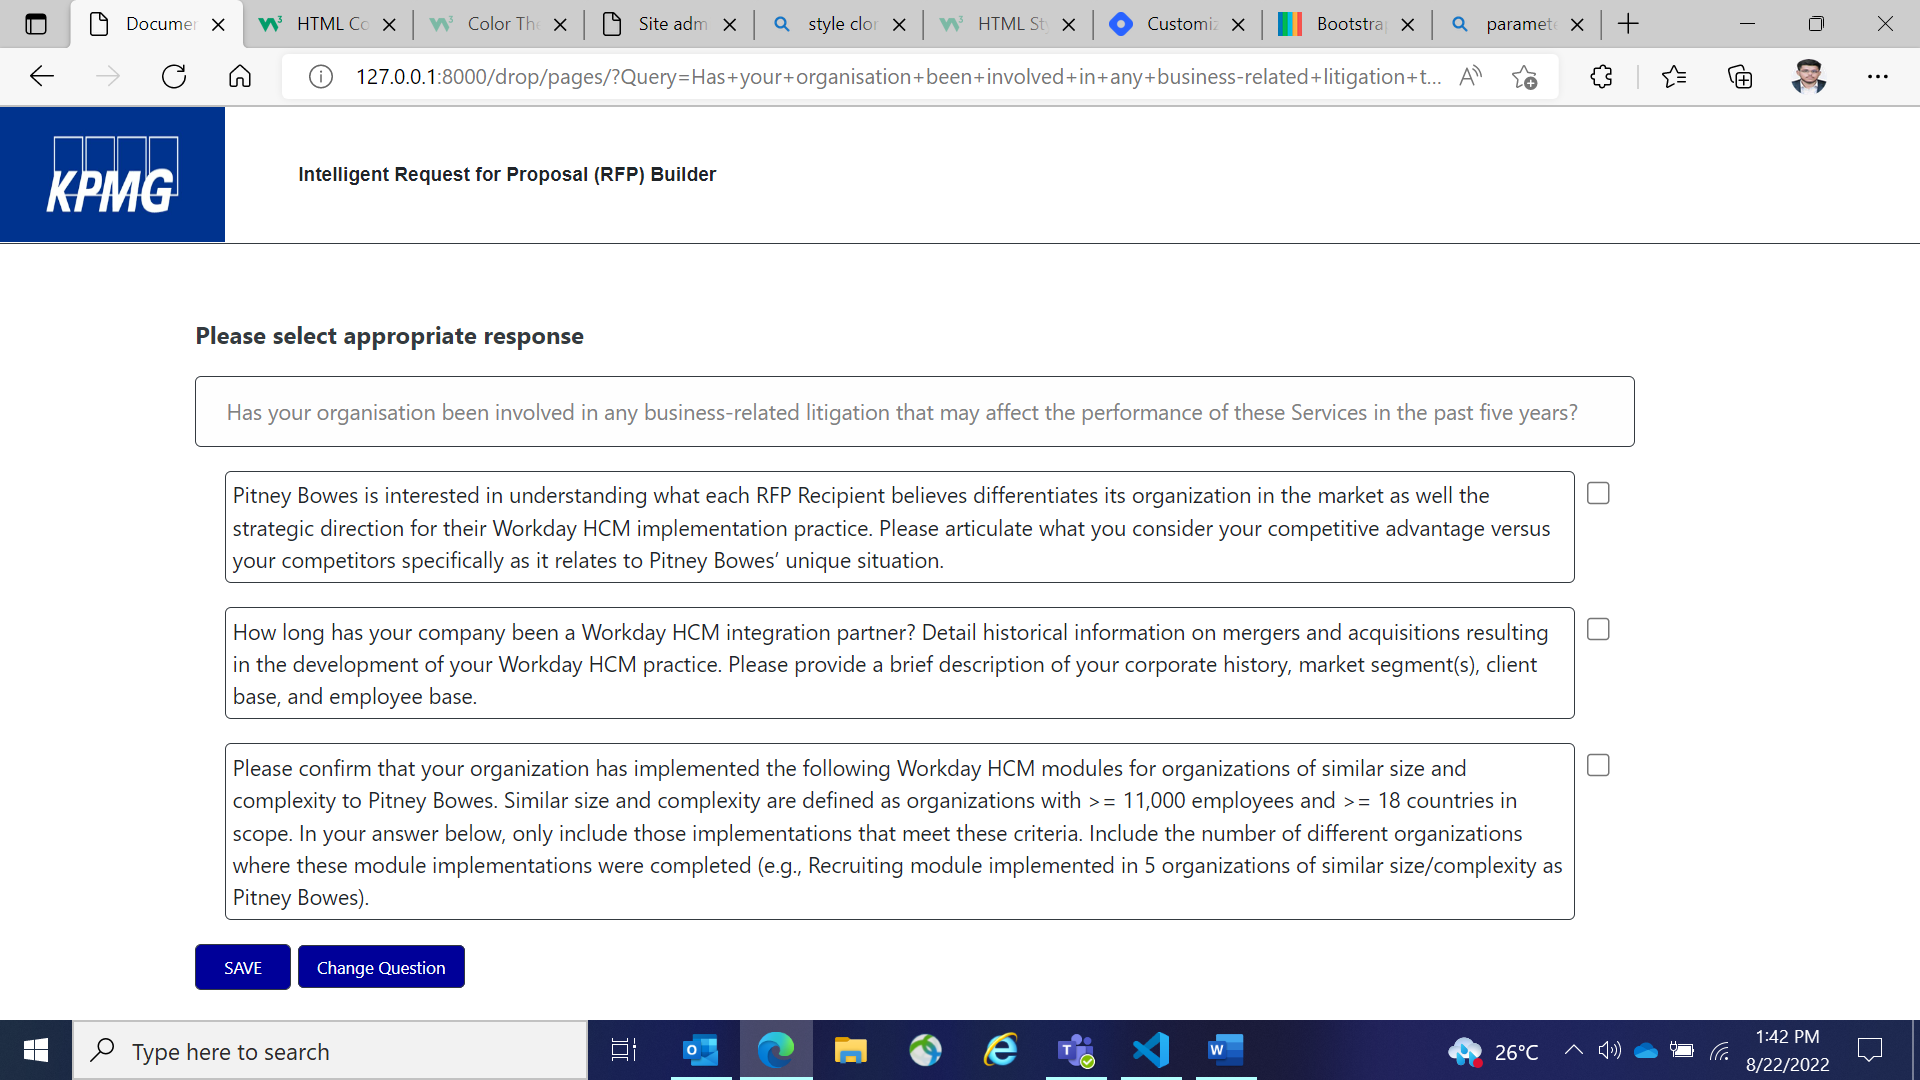 Documen
HTML Co
Color The
Site adm
style clor
HTML Sty
Customiz
Bootstrap
paramete
127.0.0.1:8000/drop/pages/?Query=Has+your+organisation+been+involved+in+any+business-related+litigation+t...
KPMG
Intelligent Request for Proposal (RFP) Builder
Please select appropriate response
Has your organisation been involved in any business-related litigation that may affect the performance of these Services in the past five years?
Pitney Bowes is interested in understanding what each RFP Recipient believes differentiates its organization in the market as well the
strategic direction for their Workday HCM implementation practice. Please articulate what you consider your competitive advantage versus
your competitors specifically as it relates to Pitney Bowes’ unique situation.
How long has your company been a Workday HCM integration partner? Detail historical information on mergers and acquisitions resulting
in the development of your Workday HCM practice. Please provide a brief description of your corporate history, market segment(s), client
base, and employee base.
Please confirm that your organization has implemented the following Workday HCM modules for organizations of similar size and
complexity to Pitney Bowes. Similar size and complexity are defined as organizations with >= 11,000 employees and >= 18 countries in
scope. In your answer below, only include those implementations that meet these criteria. Include the number of different organizations
where these module implementations were completed (e.g., Recruiting module implemented in 5 organizations of similar size/complexity as
Pitney Bowes).
SAVE
Change Question
Type here to search
26°C
1:42 PM
8/22/2022